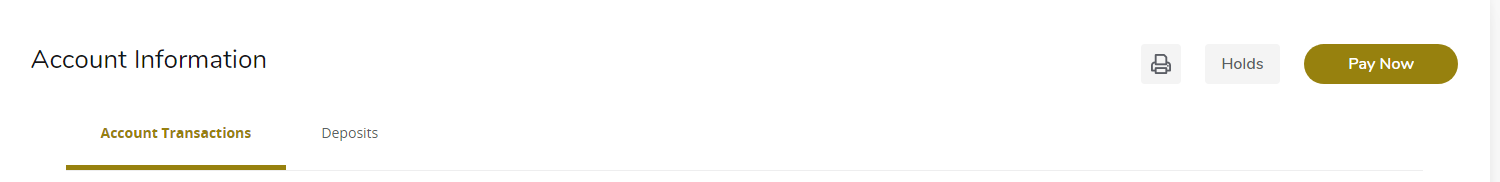 Account Information
Holds
Pay Now
Account Transactions
Deposits